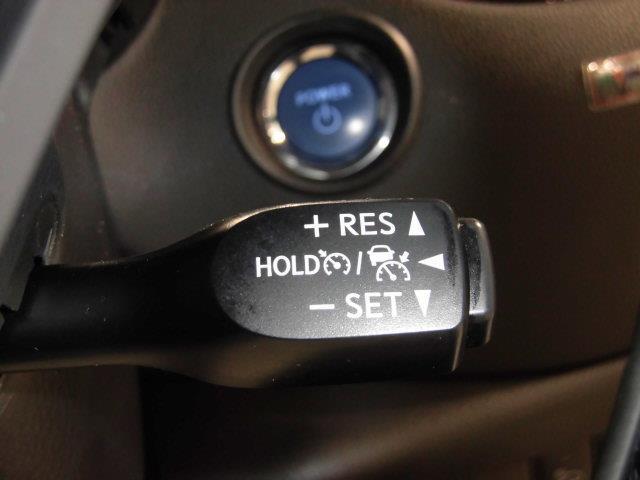 POWER
+ RES ▲
HOLD / ◀
− SET ▼